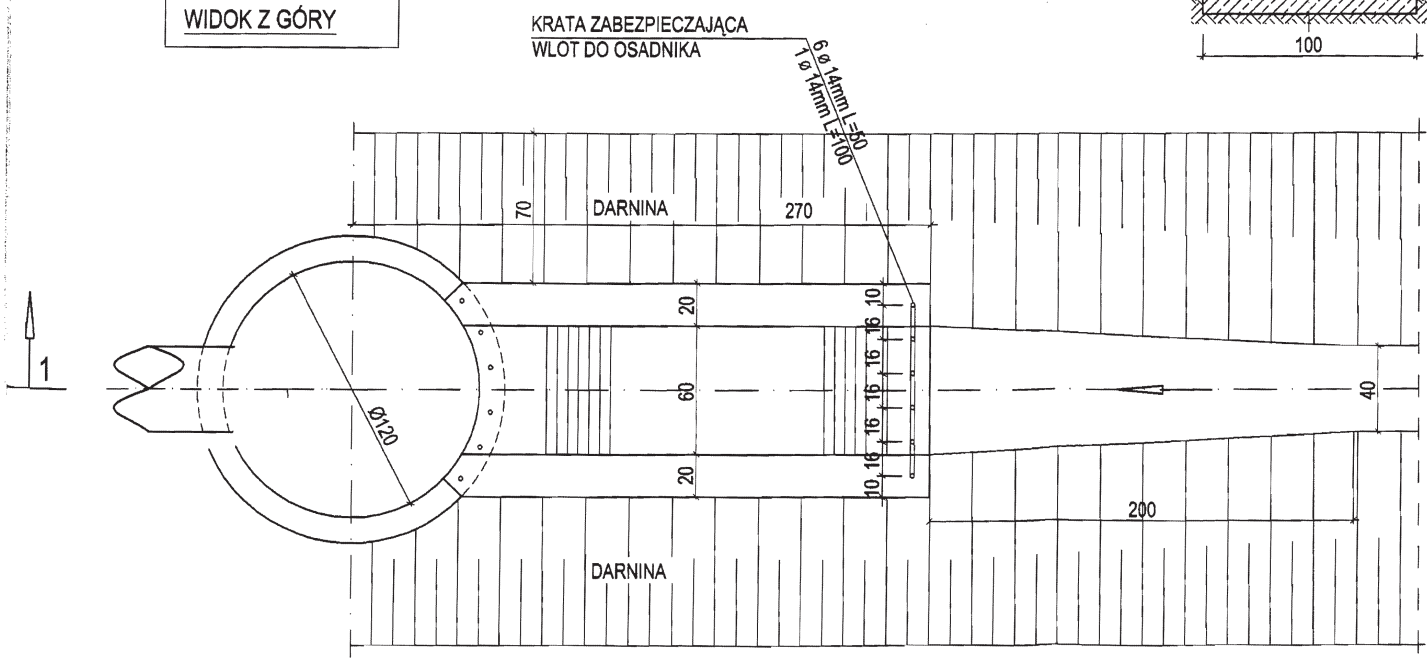 WIDOK Z GÓRY
KRATA ZABEZPIECZAJĄCA
WLOT DO OSADNIKA
6 ø 14mm L=50
1 ø 14mm L=100
100
70
DARNINA
270
20
10
16
16
16
16
16
10
1
Ø120
60
40
20
200
DARNINA